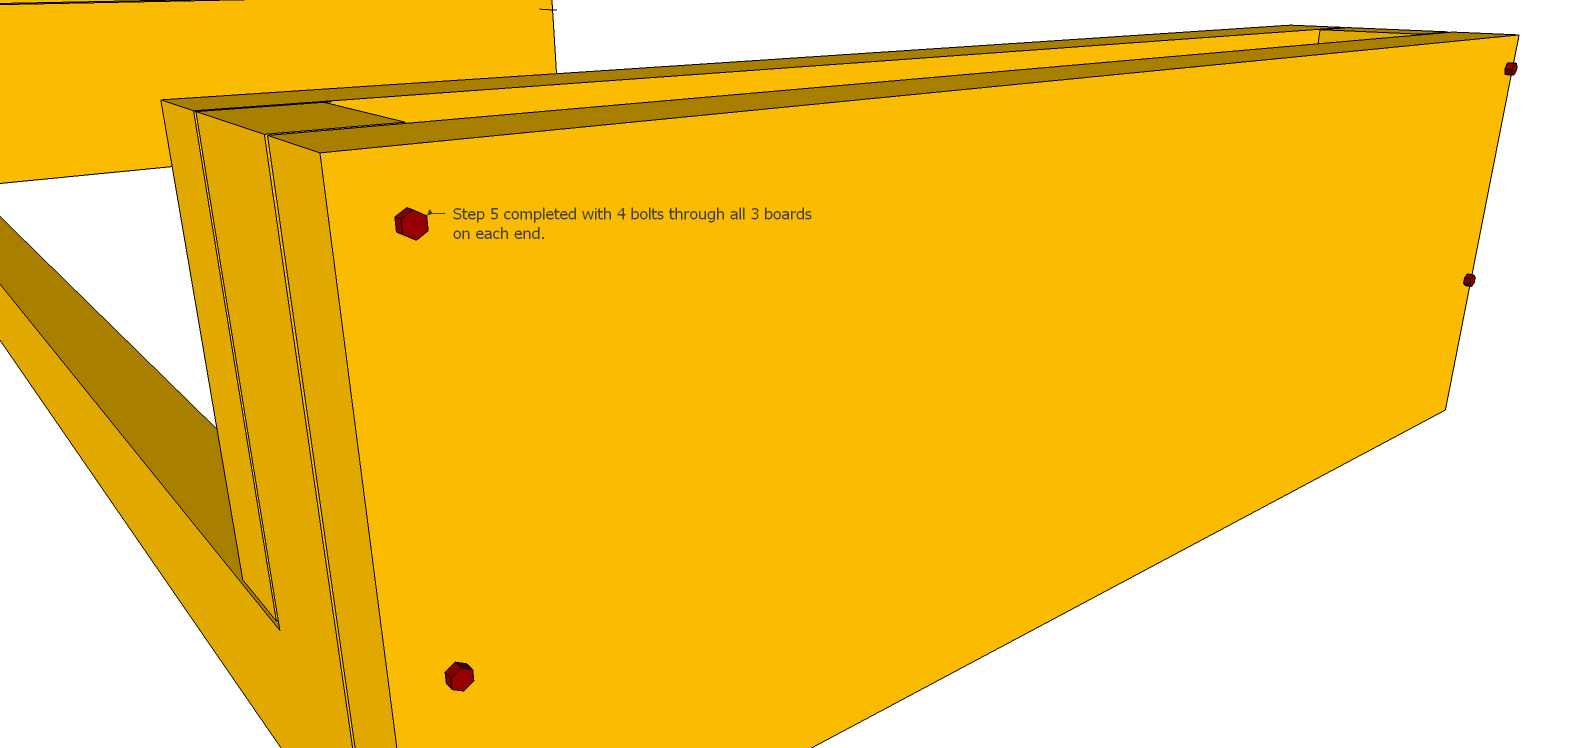 Step 5 completed with 4 bolts through all 3 boards
on each end.